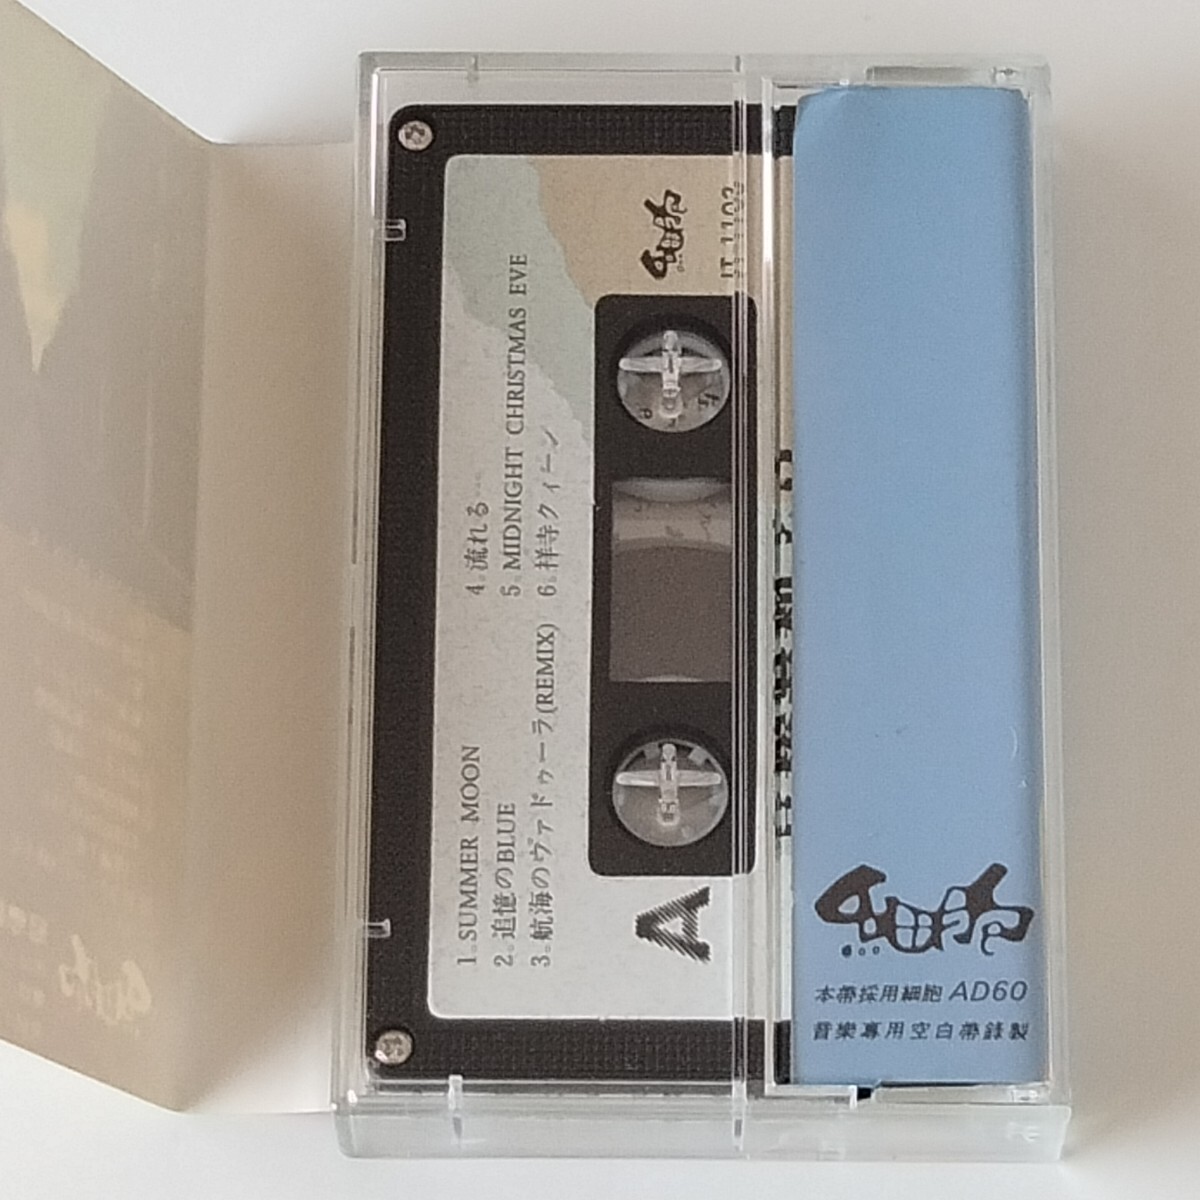 1.SUMMER MOON
2.追憶のBLUE
3.航海のヴァドゥーラ(REMIX)
4.流れる…
5.MIDNIGHT CHRISTMAS EVE
6.祥寺クィーン
A
細胞
細胞
本帶採用細胞 AD60
音樂專用空白帶錄製